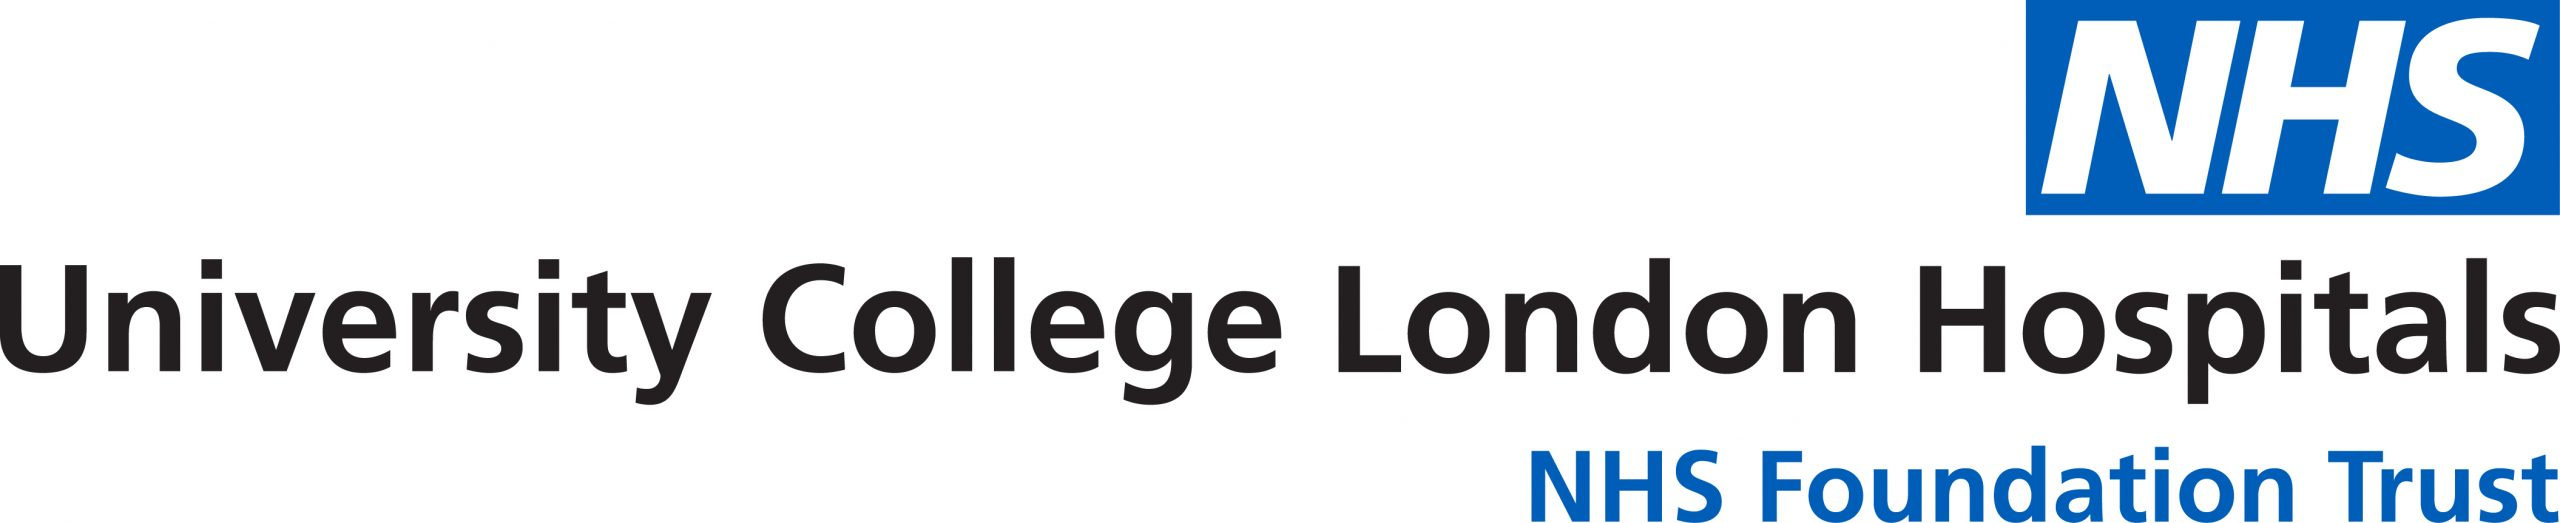 NHS
University College London Hospitals
NHS Foundation Trust